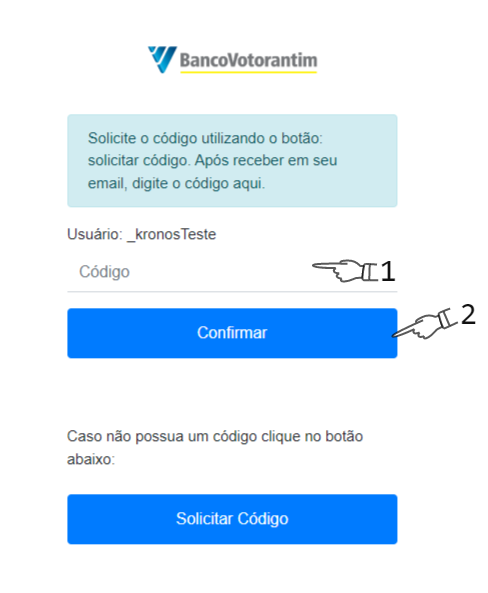 BancoVotorantim
Solicite o código utilizando o botão:
solicitar código. Após receber em seu
email, digite o código aqui.
Usuário: _kronosTeste
Código
1
Confirmar
2
Caso não possua um código clique no botão
abaixo:
Solicitar Código